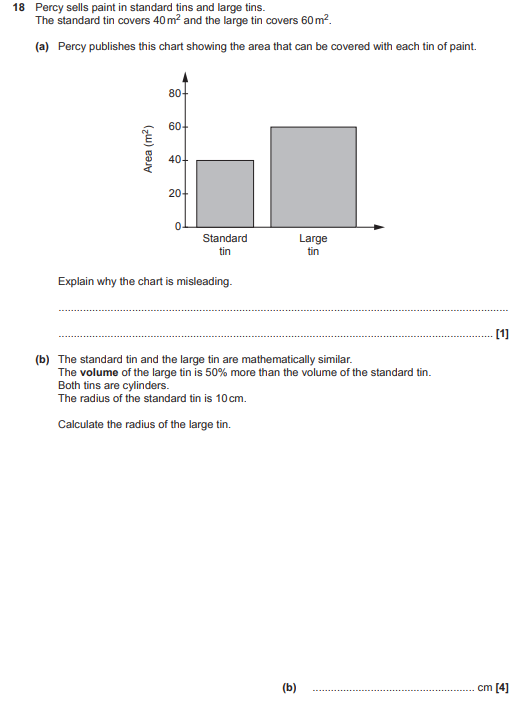 18 Percy sells paint in standard tins and large tins.
The standard tin covers 40 m² and the large tin covers 60 m².
(a) Percy publishes this chart showing the area that can be covered with each tin of paint.
80
60
Area (m²)
40
20
0
Standard tin
Large tin
Explain why the chart is misleading.
[1]
(b) The standard tin and the large tin are mathematically similar.
The volume of the large tin is 50% more than the volume of the standard tin.
Both tins are cylinders.
The radius of the standard tin is 10 cm.
Calculate the radius of the large tin.
(b) cm [4]